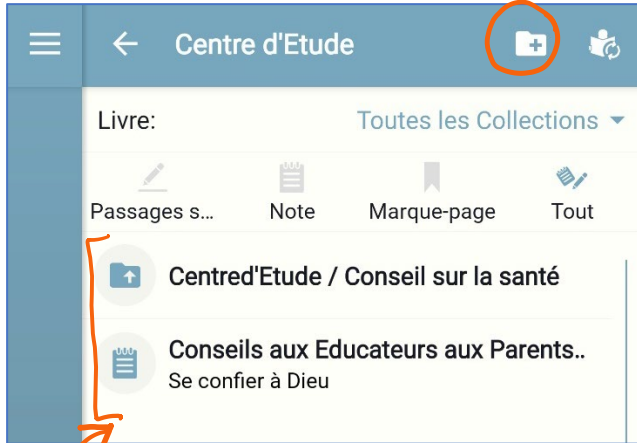 Centre d'Etude
Livre: Toutes les Collections
Passages s... Note Marque-page Tout
Centred'Etude / Conseil sur la santé
Conseils aux Educateurs aux Parents..
Se confier à Dieu